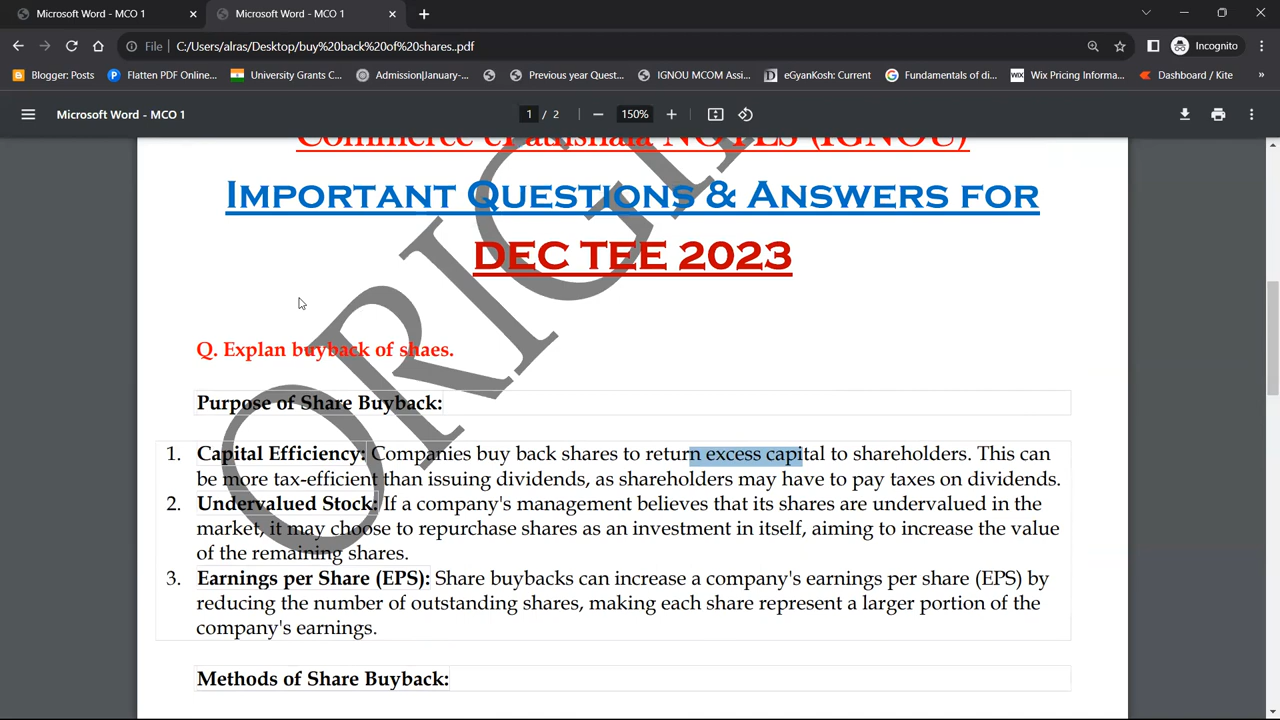 Microsoft Word - MCO 1
Microsoft Word - MCO 1
File C:/Users/alras/Desktop/buy%20back%20of%20shares..pdf
Incognito
Blogger: Posts
Flatten PDF Online...
University Grants C...
Admission|January-...
Previous year Quest...
IGNOU MCOM Assi...
eGyanKosh: Current
Fundamentals of di...
Wix Pricing Informa...
Dashboard / Kite
»
Microsoft Word - MCO 1
1 / 2
150%
NOTES (IGNOU)
IMPORTANT QUESTIONS & ANSWERS FOR
DEC TEE 2023
ORIGI
Q. Explan buyback of shaes.
Purpose of Share Buyback:
1. Capital Efficiency: Companies buy back shares to return excess capital to shareholders. This can
be more tax-efficient than issuing dividends, as shareholders may have to pay taxes on dividends.
2. Undervalued Stock: If a company's management believes that its shares are undervalued in the
market, it may choose to repurchase shares as an investment in itself, aiming to increase the value
of the remaining shares.
3. Earnings per Share (EPS): Share buybacks can increase a company's earnings per share (EPS) by
reducing the number of outstanding shares, making each share represent a larger portion of the
company's earnings.
Methods of Share Buyback: